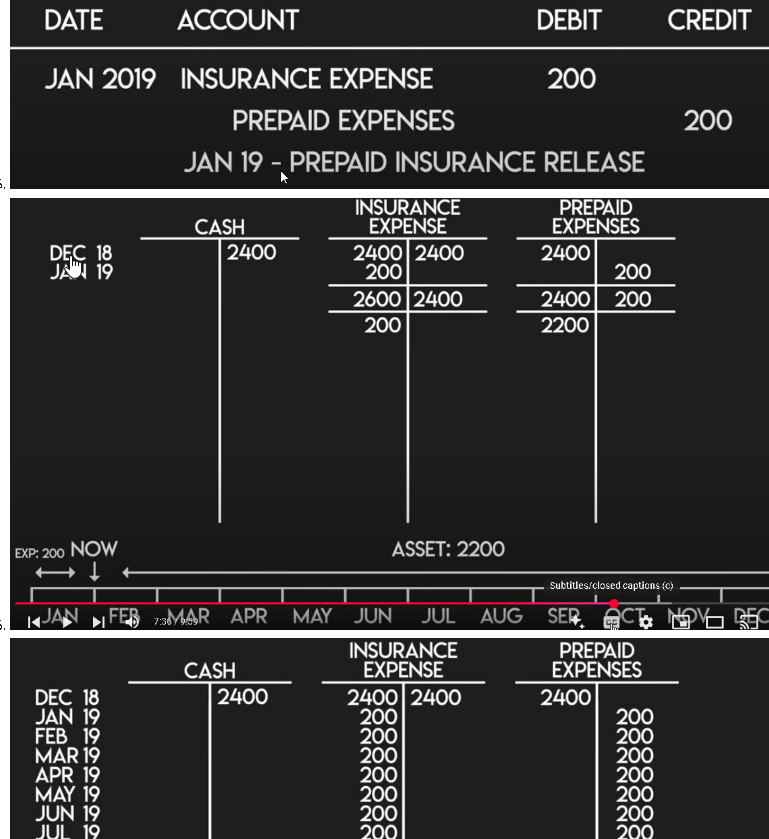 DATE ACCOUNT DEBIT CREDIT
JAN 2019 INSURANCE EXPENSE 200
PREPAID EXPENSES 200
JAN 19 - PREPAID INSURANCE RELEASE
INSURANCE PREPAID
CASH EXPENSE EXPENSES
DEC 18 2400 2400 2400 2400
JAN 19 200 200
2600 2400 2400 200
200 2200
EXP: 200 NOW ASSET: 2200
Subtitles/closed captions (c)
JAN FEB MAR APR MAY JUN JUL AUG SEP OCT NOV DEC
7:36 / 9:59
INSURANCE PREPAID
CASH EXPENSE EXPENSES
DEC 18 2400 2400 2400 2400
JAN 19 200 200
FEB 19 200 200
MAR 19 200 200
APR 19 200 200
MAY 19 200 200
JUN 19 200 200
JUL 19 200 200